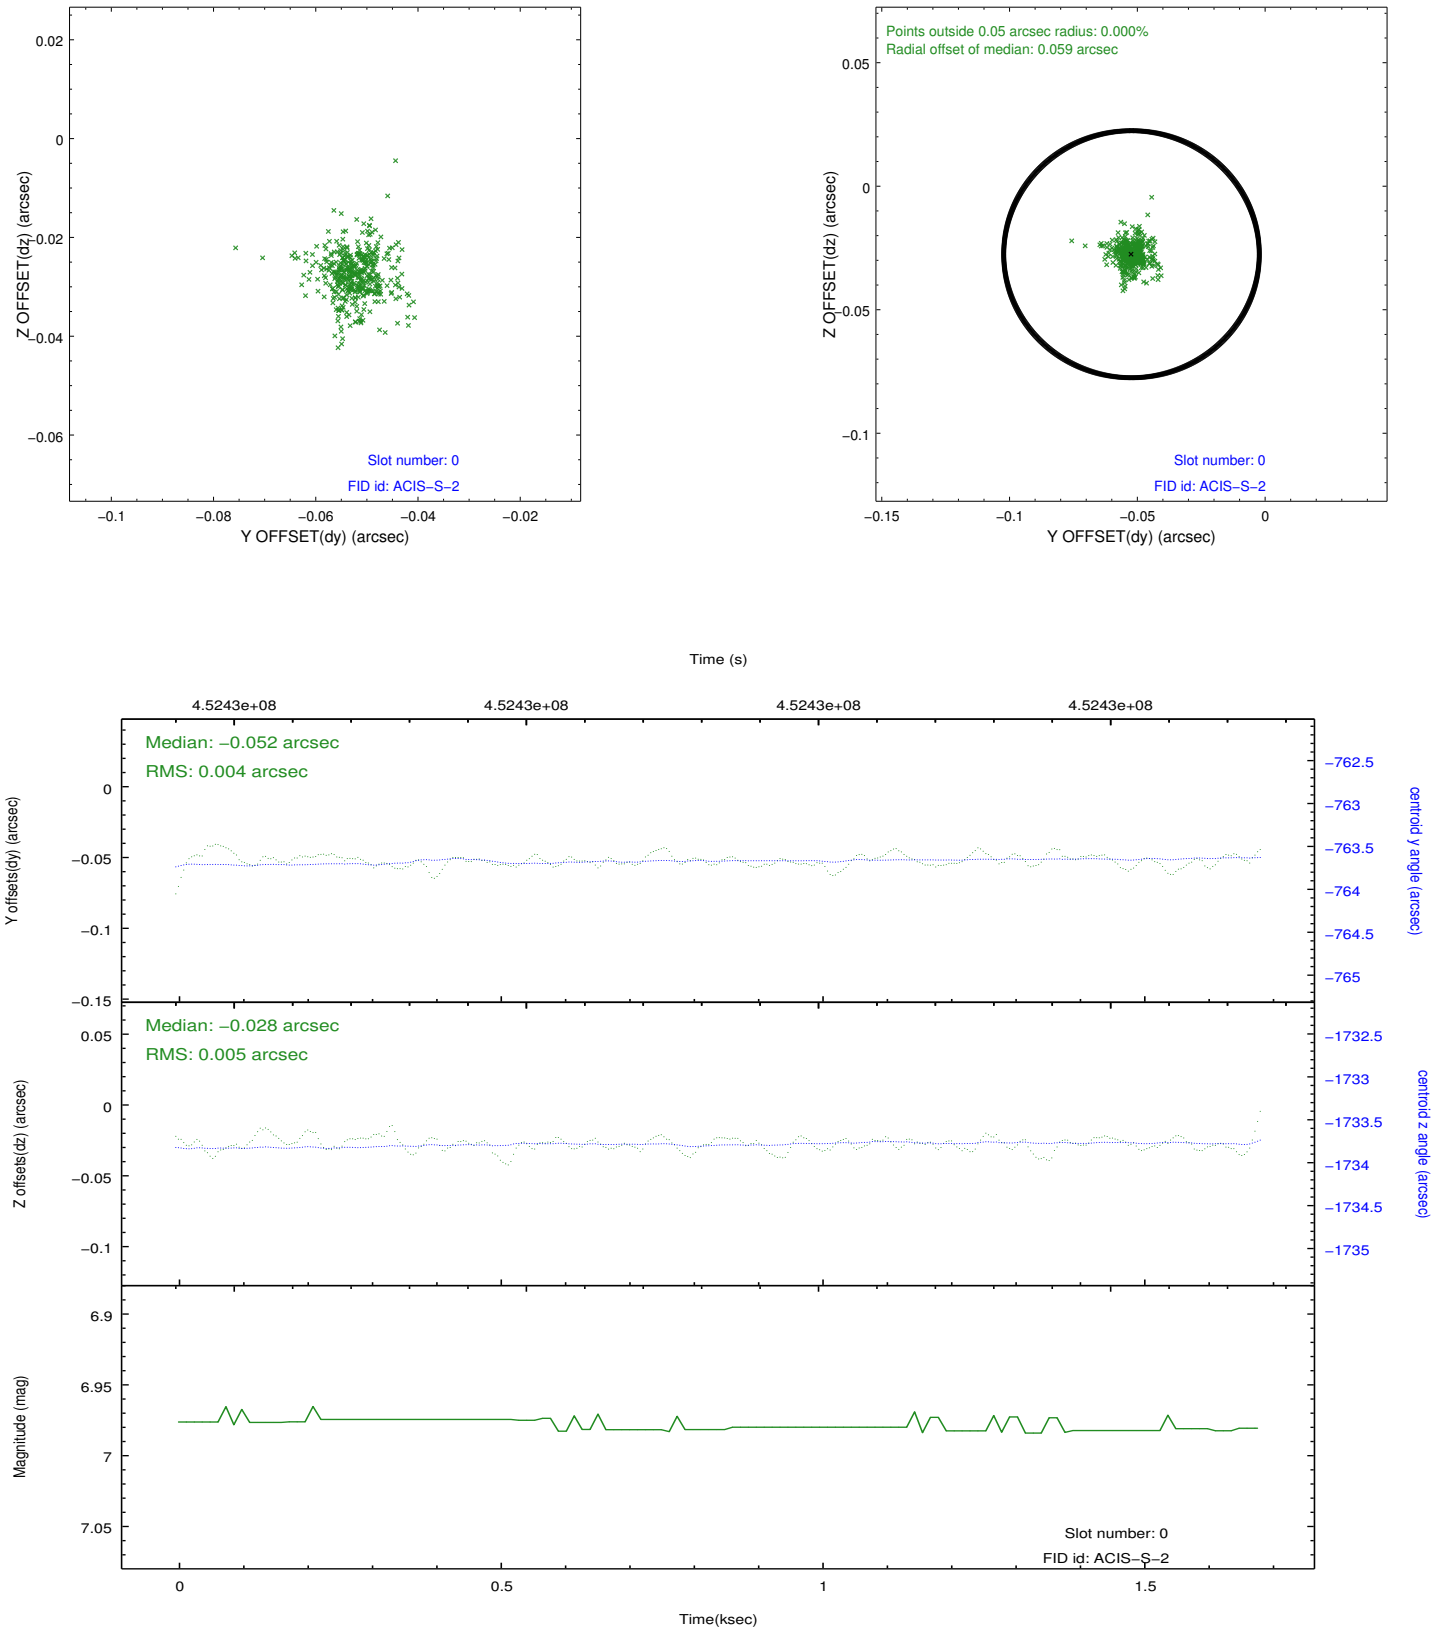 0.02
0
−0.02
−0.04
−0.06
Z OFFSET(dz) (arcsec)
Slot number: 0
FID id: ACIS−S−2
−0.1
−0.08
−0.06
−0.04
−0.02
Y OFFSET(dy) (arcsec)
Points outside 0.05 arcsec radius: 0.000%
Radial offset of median: 0.059 arcsec
0.05
0
−0.05
−0.1
Z OFFSET(dz) (arcsec)
Slot number: 0
FID id: ACIS−S−2
−0.15
−0.1
−0.05
0
Y OFFSET(dy) (arcsec)
Time (s)
4.5243e+08
4.5243e+08
4.5243e+08
4.5243e+08
Median: −0.052 arcsec
RMS: 0.004 arcsec
0
−0.05
−0.1
−0.15
Y offsets(dy) (arcsec)
−762.5
−763
−763.5
−764
−764.5
−765
centroid y angle (arcsec)
Median: −0.028 arcsec
RMS: 0.005 arcsec
0.05
0
−0.05
−0.1
Z offsets(dz) (arcsec)
−1732.5
−1733
−1733.5
−1734
−1734.5
−1735
centroid z angle (arcsec)
6.9
6.95
7
7.05
Magnitude (mag)
Slot number: 0
FID id: ACIS−S−2
0
0.5
1
1.5
Time(ksec)